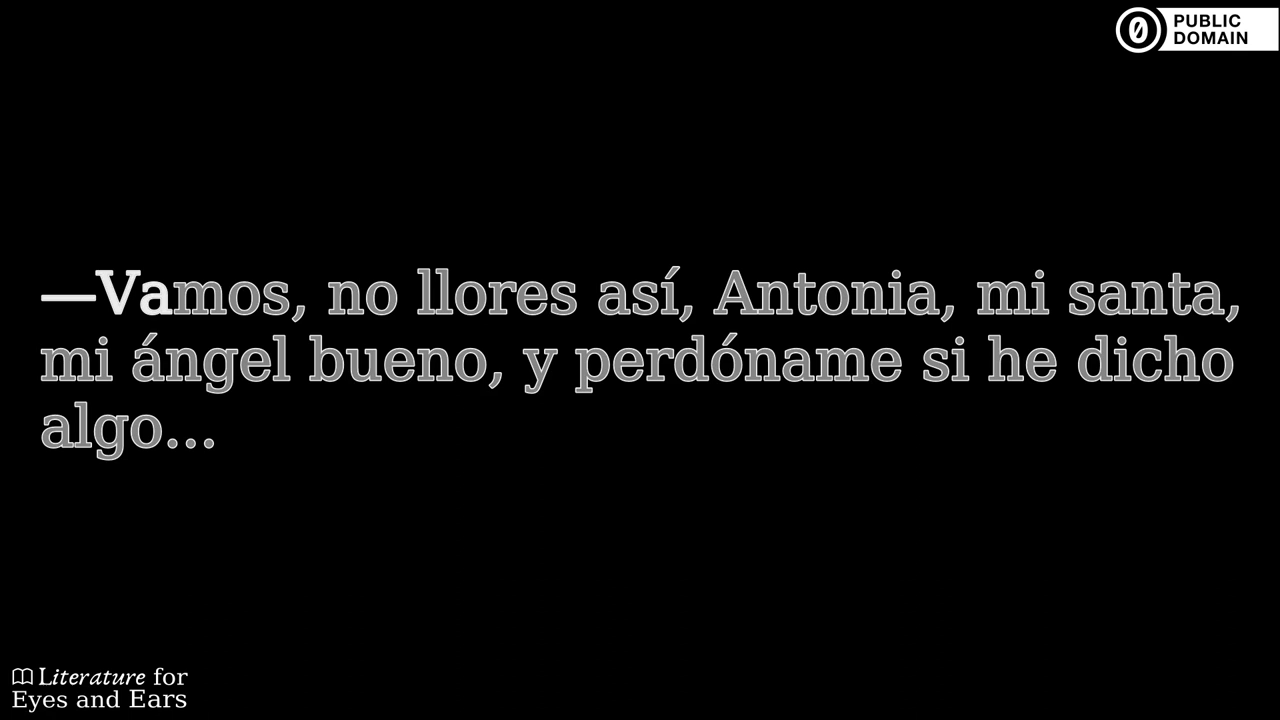 PUBLIC
DOMAIN
—Vamos, no llores así, Antonia, mi santa,
mi ángel bueno, y perdóname si he dicho
algo...
Literature for
Eyes and Ears